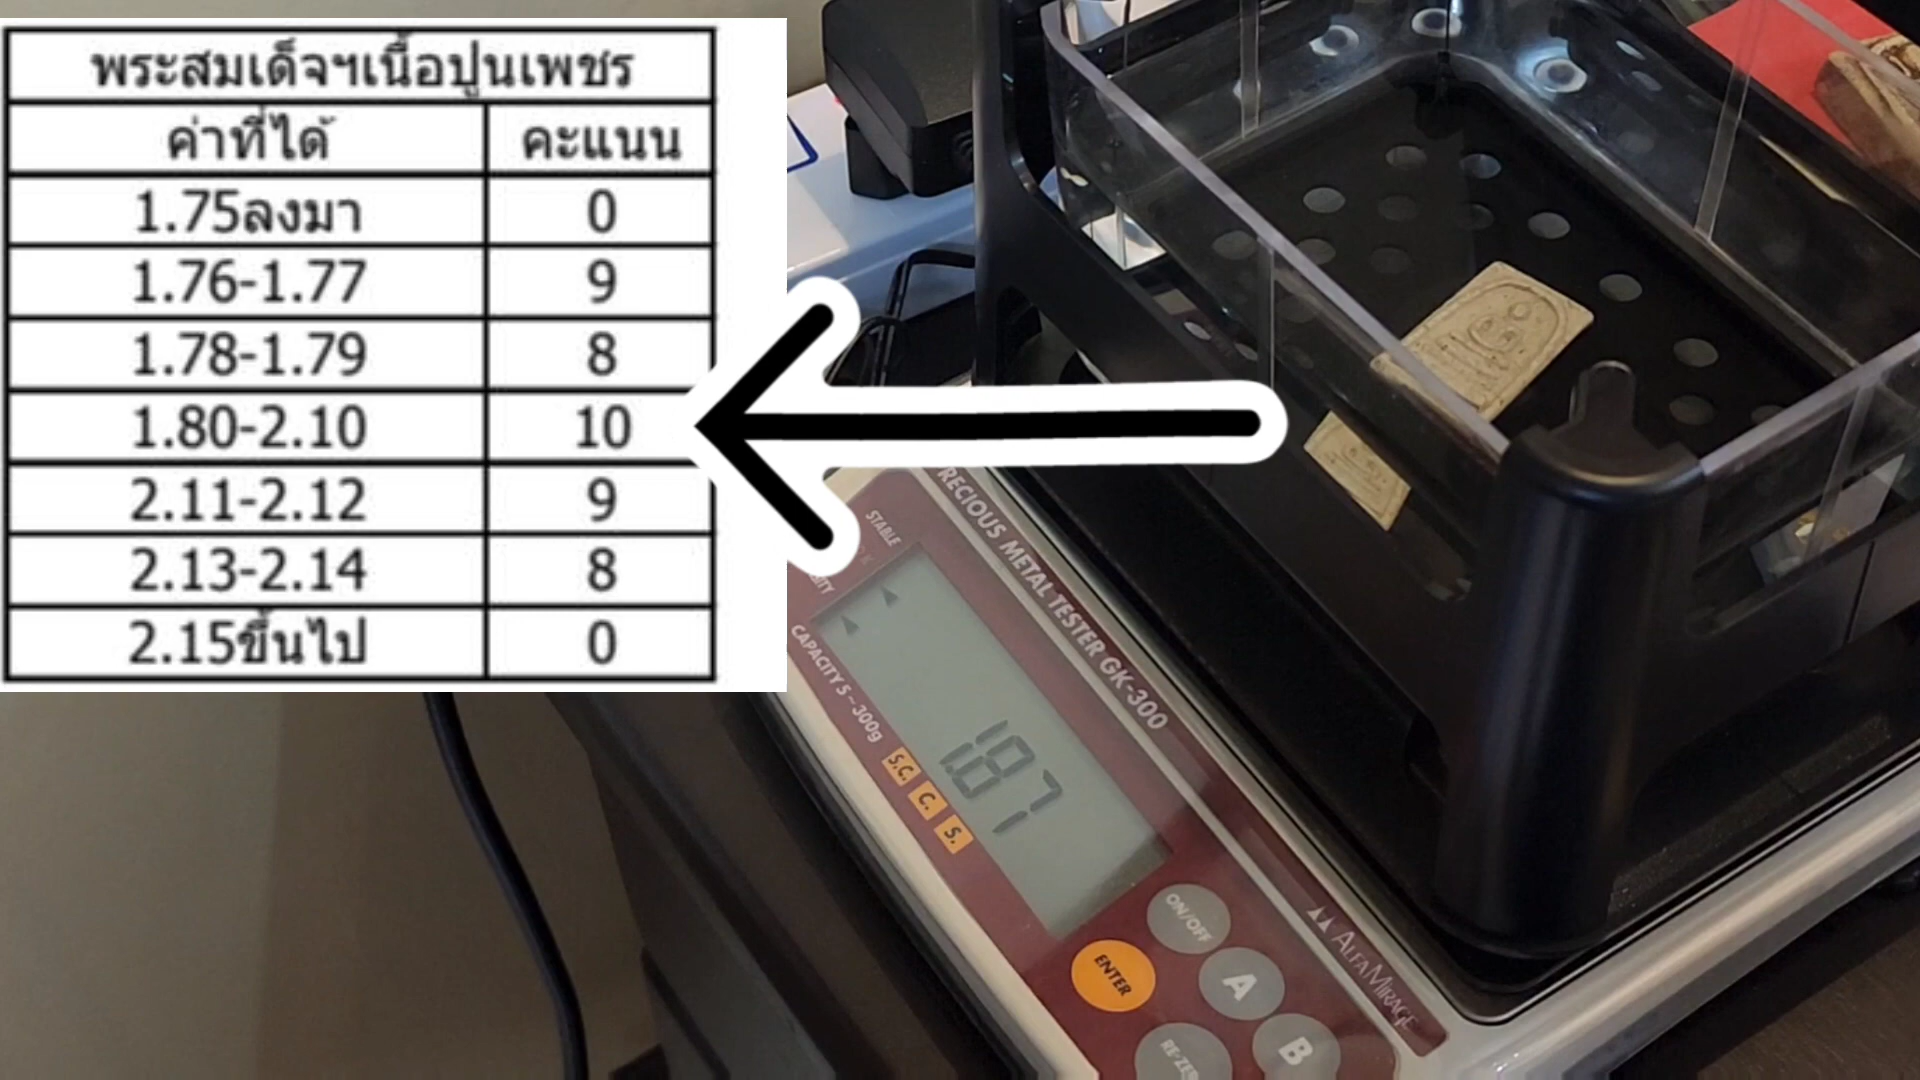 พระสมเด็จฯเนื้อปูนเพชร
ค่าที่ได้ คะแนน
1.75ลงมา 0
1.76-1.77 9
1.78-1.79 8
1.80-2.10 10
2.11-2.12 9
2.13-2.14 8
2.15ขึ้นไป 0
PRECIOUS METAL TESTER GK-300
STABLE
CAPACITY 5~300g
1.87
S.C.
C.
S.
ON/OFF
ENTER
A
B
RE-ZERO
ALFA MIRAGE